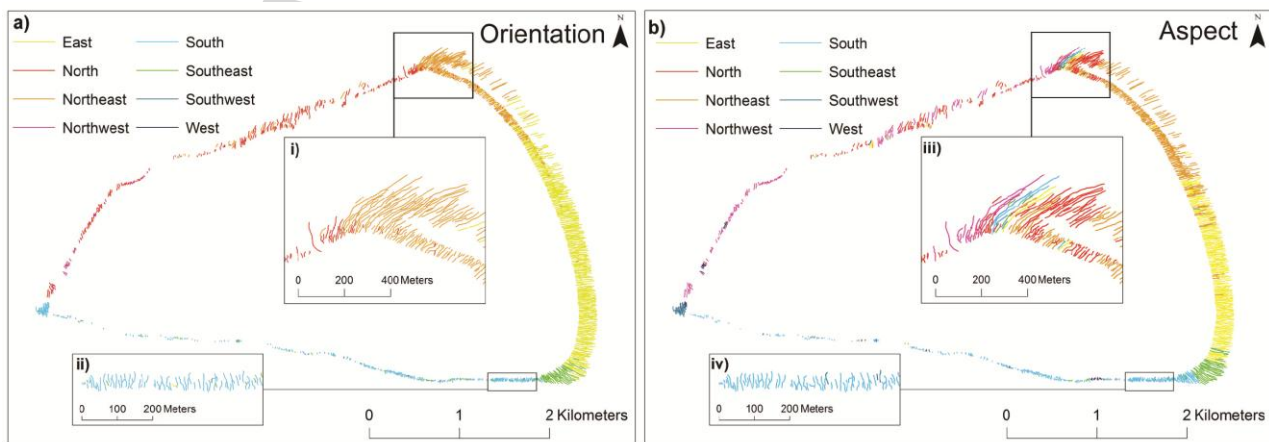 a)
Orientation
N
East
South
North
Southeast
Northeast
Southwest
Northwest
West
i)
0 200 400 Meters
ii)
0 100 200 Meters
0 1 2 Kilometers
b)
Aspect
N
East
South
North
Southeast
Northeast
Southwest
Northwest
West
iii)
0 200 400 Meters
iv)
0 100 200 Meters
0 1 2 Kilometers